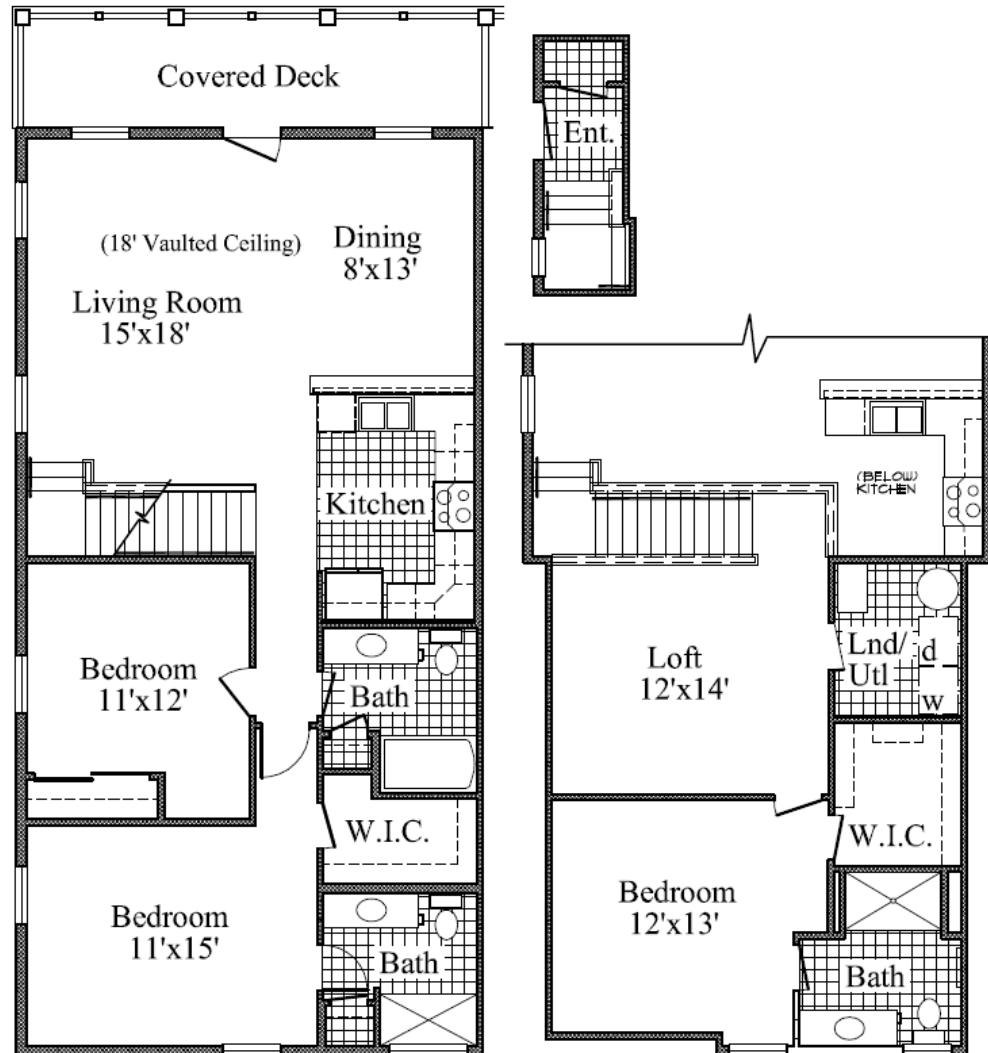 Covered Deck
Ent.
(18' Vaulted Ceiling)
Dining
8'x13'
Living Room
15'x18'
Kitchen
Bedroom
11'x12'
Bath
W.I.C.
Bedroom
11'x15'
Bath
(BELOW)
KITCHEN
Loft
12'x14'
Lnd/
Utl
d
w
W.I.C.
Bedroom
12'x13'
Bath